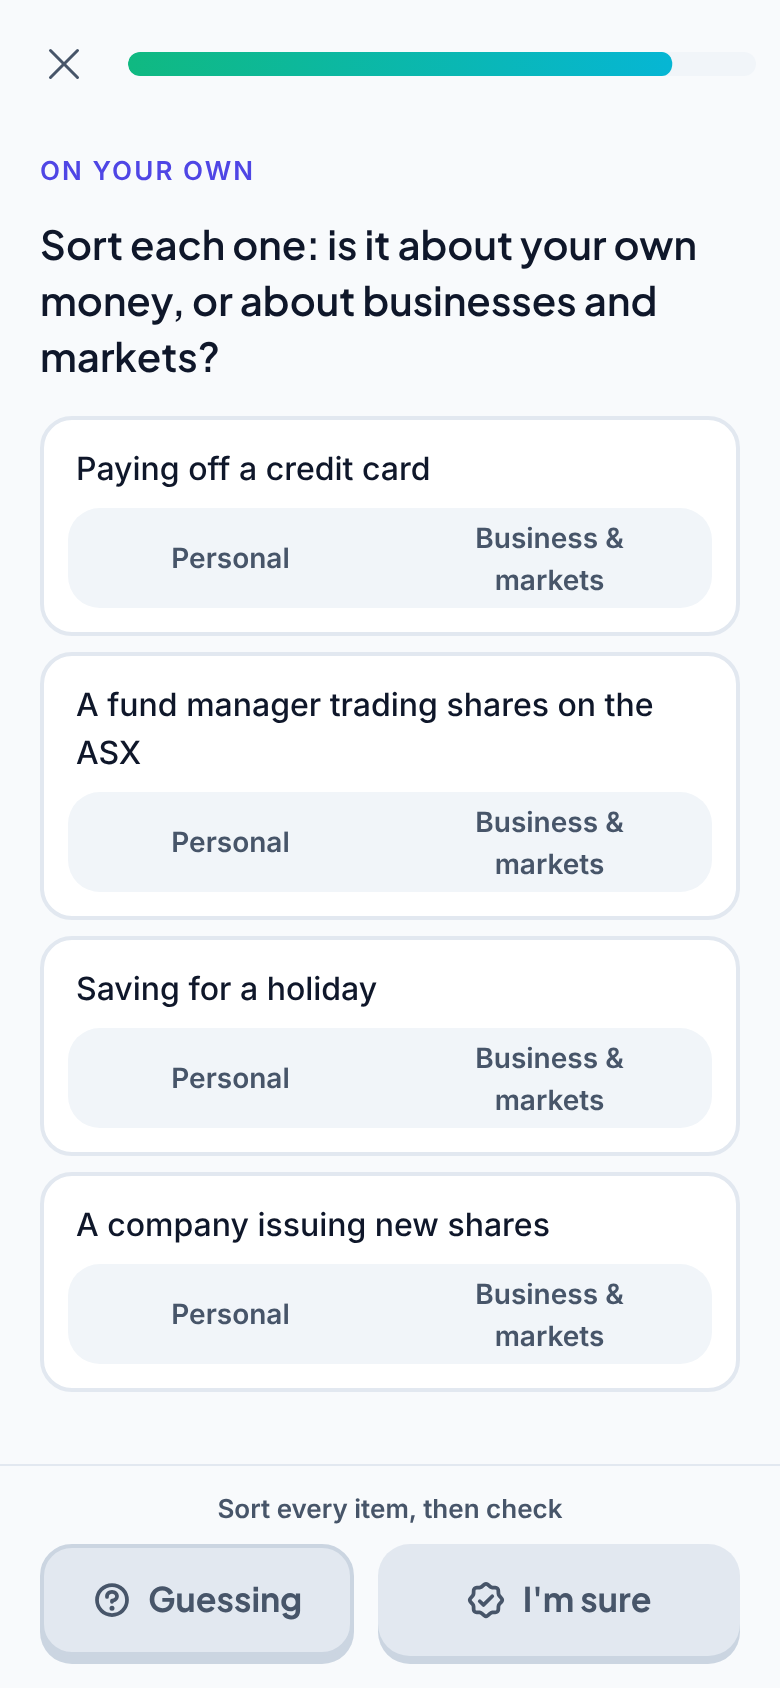 ON YOUR OWN
Sort each one: is it about your own
money, or about businesses and
markets?
Paying off a credit card
Personal
Business &
markets
A fund manager trading shares on the
ASX
Personal
Business &
markets
Saving for a holiday
Personal
Business &
markets
A company issuing new shares
Personal
Business &
markets
Sort every item, then check
Guessing
I'm sure